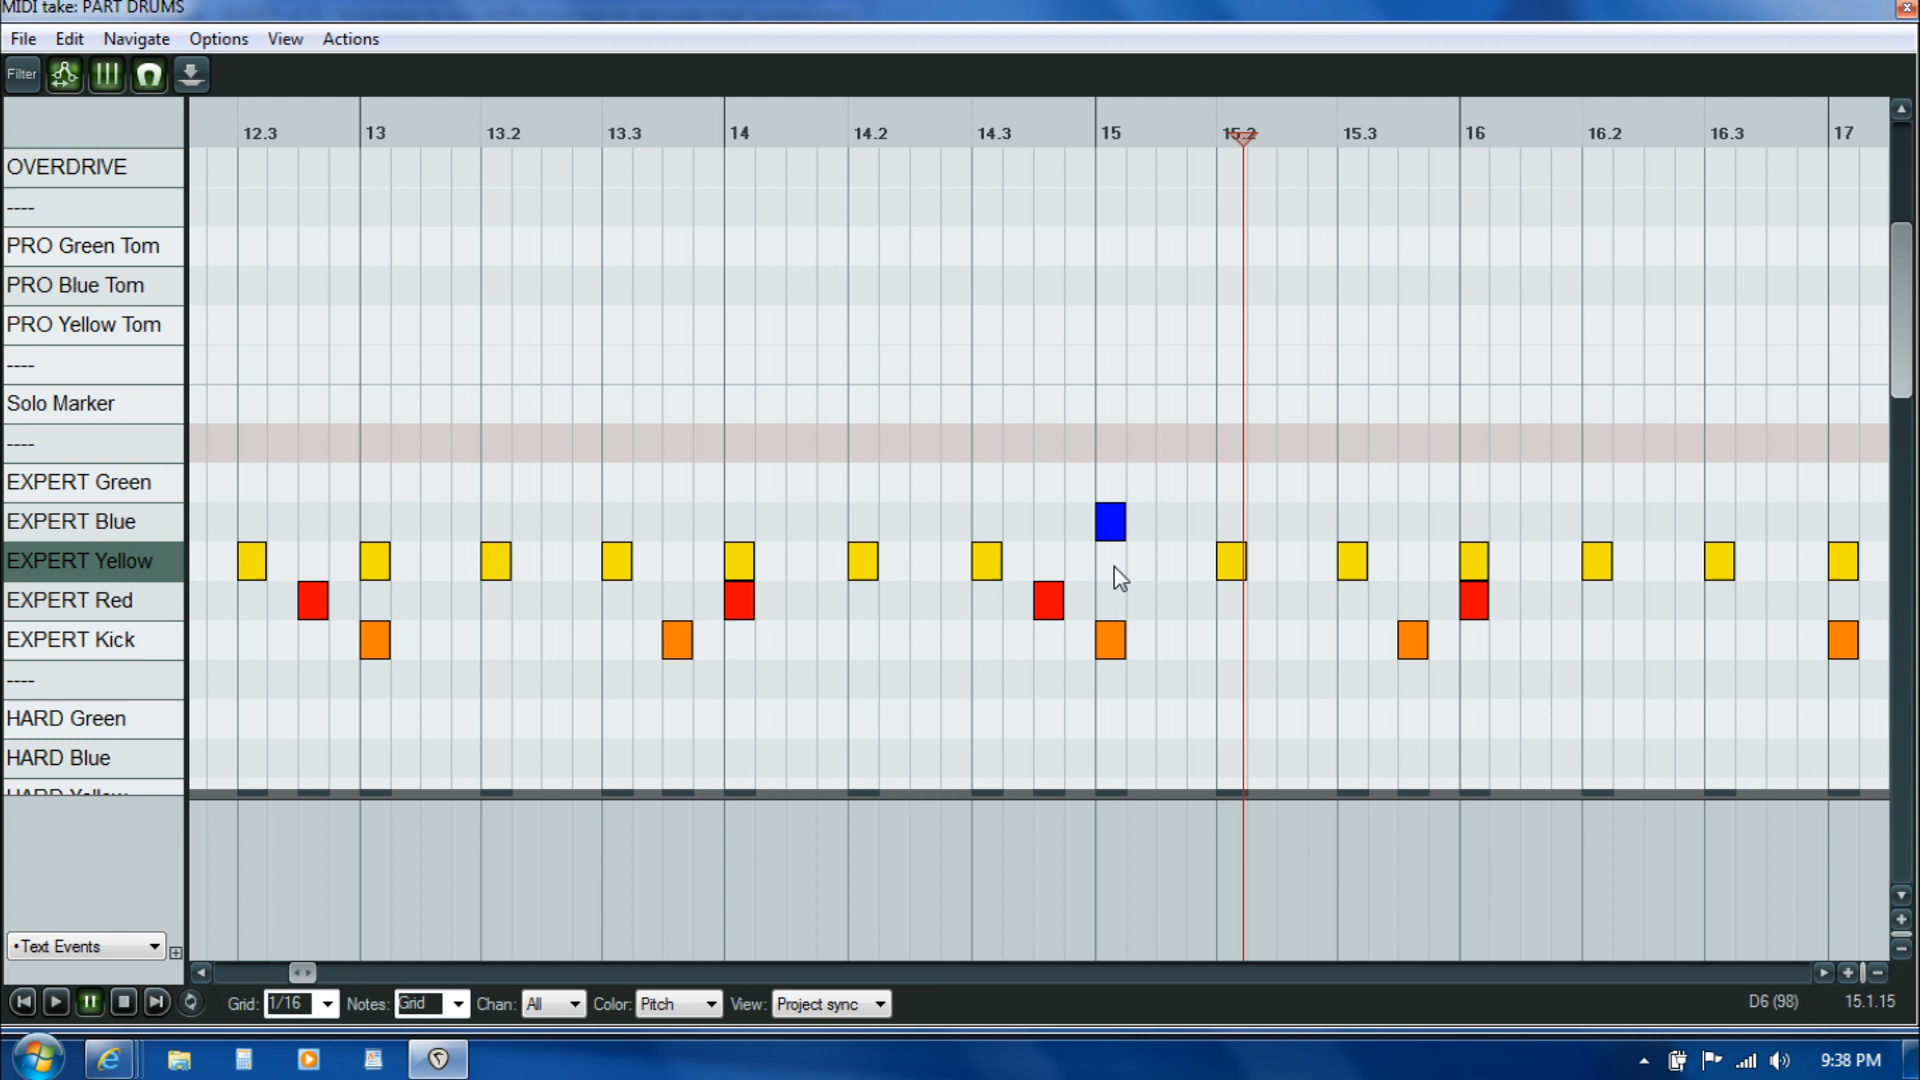 MIDI take: PART DRUMS
File Edit Navigate Options View Actions
Filter
12.3 13 13.2 13.3 14 14.2 14.3 15 15.2 15.3 16 16.2 16.3 17
OVERDRIVE
----
PRO Green Tom
PRO Blue Tom
PRO Yellow Tom
----
Solo Marker
----
EXPERT Green
EXPERT Blue
EXPERT Yellow
EXPERT Red
EXPERT Kick
----
HARD Green
HARD Blue
HARD Yellow
•Text Events
Grid: 1/16 Notes: Grid Chan: All Color: Pitch View: Project sync D6 (98) 15.1.15
9:38 PM